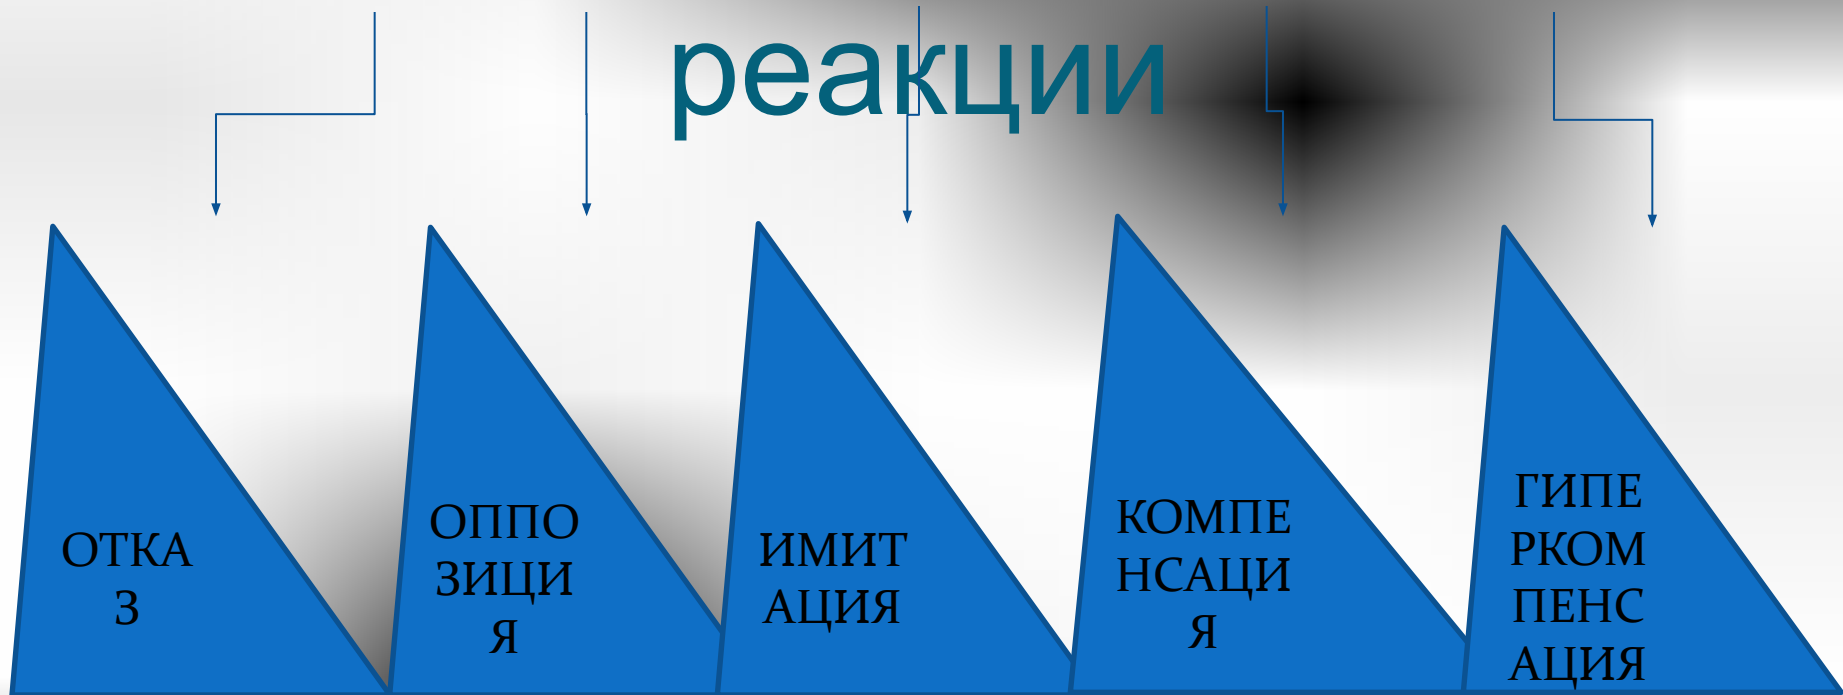 реакции
ОТКА
З
ОППО
ЗИЦИ
Я
ИМИТ
АЦИЯ
КОМПЕ
НСАЦИ
Я
ГИПЕ
РКОМ
ПЕНС
АЦИЯ